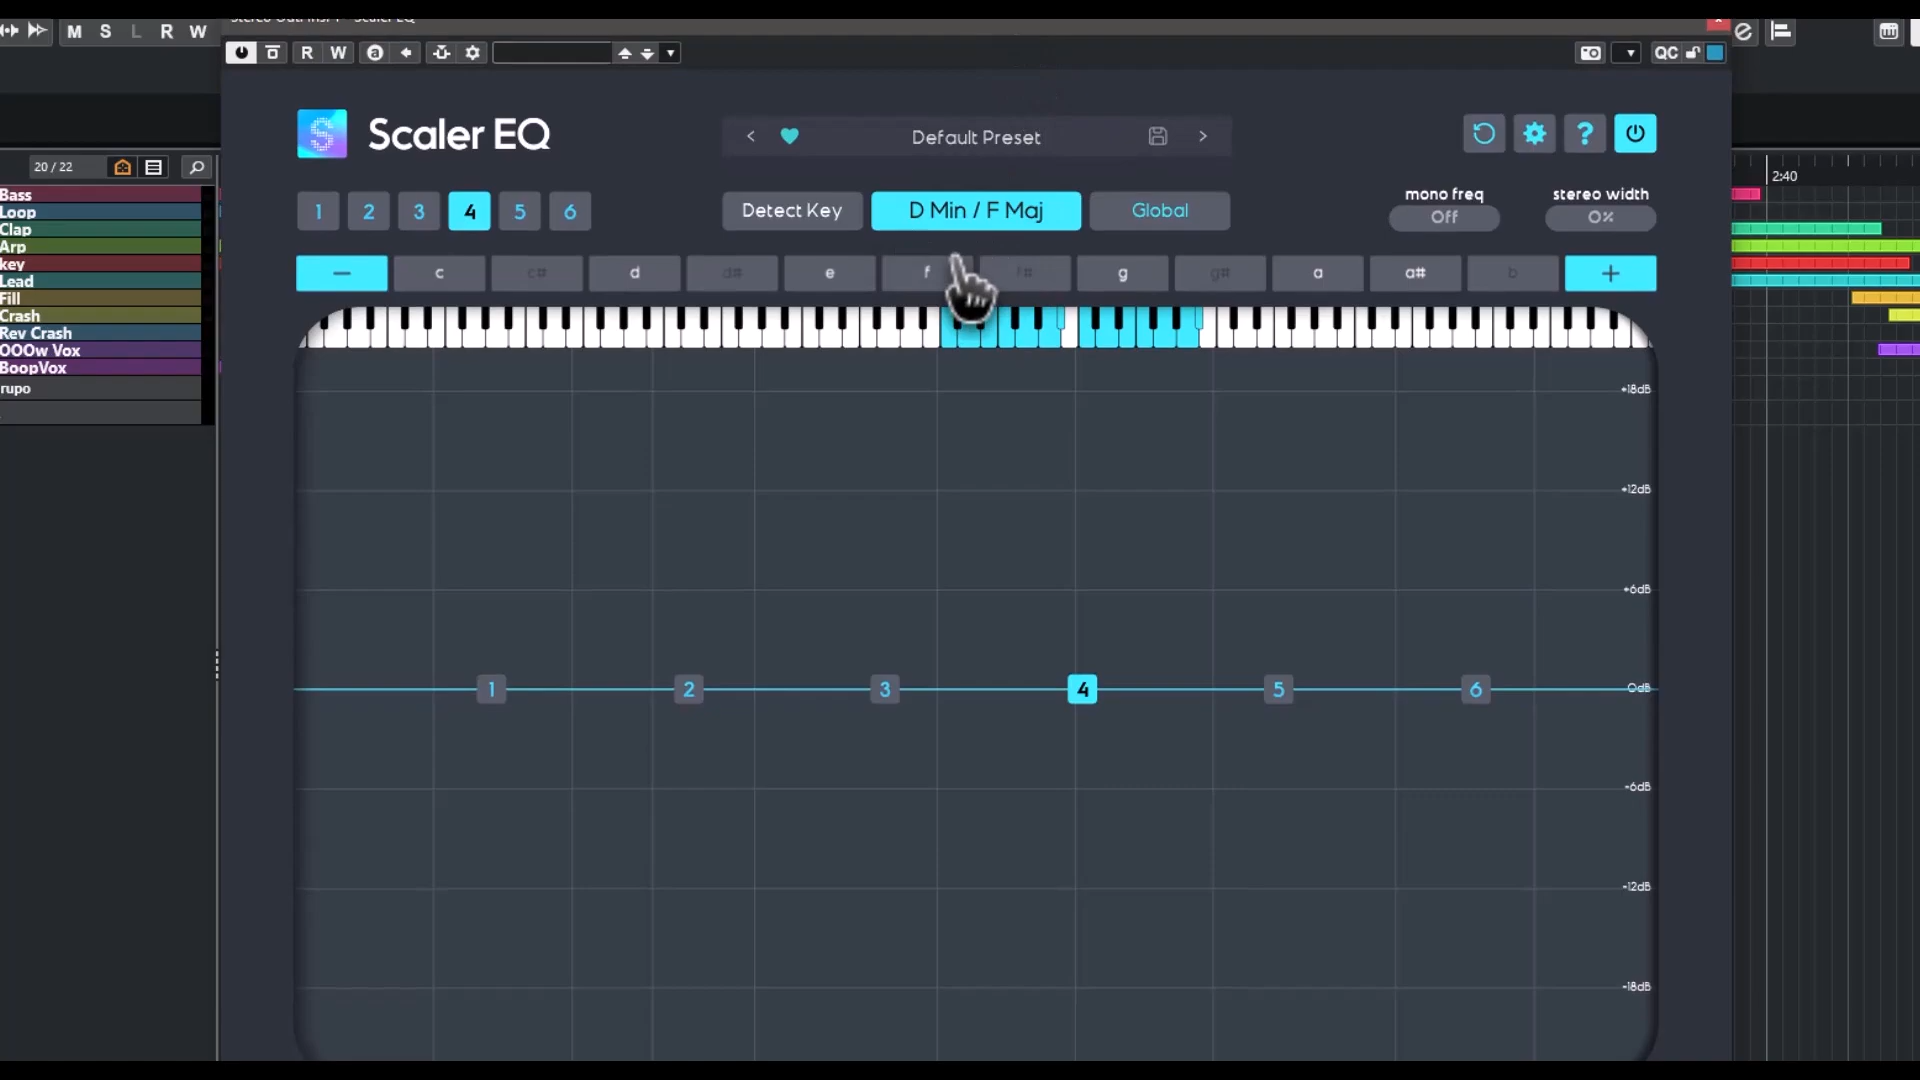 M S L R W
R W a QC
Scaler EQ
Default Preset
?
1 2 3 4 5 6
Detect Key
D Min / F Maj
Global
mono freq
Off
stereo width
0%
20 / 22
2:40
− c c# d d# e f f# g g# a a# b +
Bass
Loop
Clap
Arp
key
Lead
Fill
Crash
Rev Crash
OOOw Vox
BoopVox
rupo
+18dB
+12dB
+6dB
1 2 3 4 5 6
0dB
-6dB
-12dB
-18dB